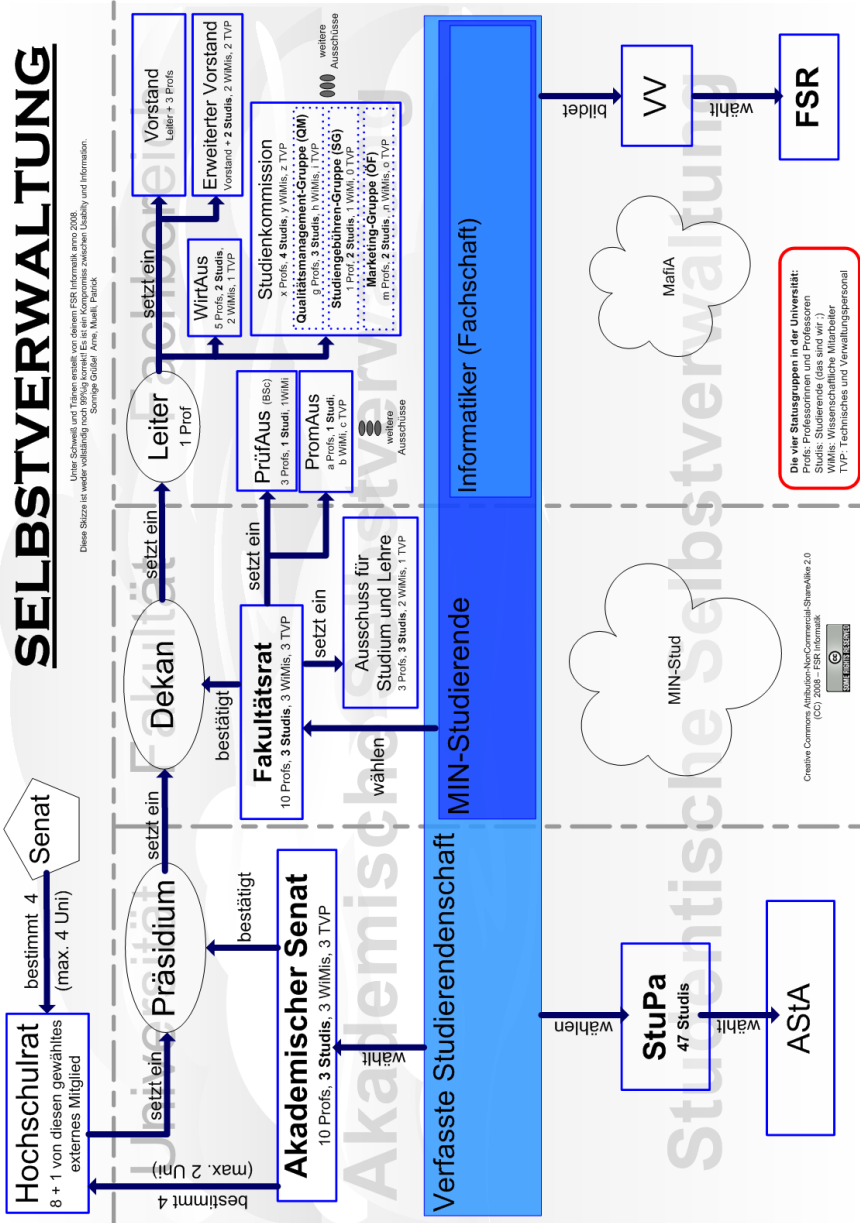 SELBSTVERWALTUNG
Unter Schweiß und Tränen erstellt von deinem FSR Informatik anno 2008.
Diese Skizze ist weder vollständig noch 99%ig korrekt! Es ist ein Kompromiss zwischen Usabilty und Information.
Sonnige Grüße! Arne, Muelli, Patrick
Universität
Fakultät
Fachbereich
Akademische Selbstverwaltung
Studentische Selbstverwaltung
Senat
bestimmt 4
(max. 4 Uni)
Hochschulrat
8 + 1 von diesen gewähltes
externes Mitglied
setzt ein
bestimmt 4
(max. 2 Uni)
Präsidium
setzt ein
Dekan
setzt ein
Leiter
1 Prof
setzt ein
Vorstand
Leiter + 3 Profs
Erweiterter Vorstand
Vorstand + 2 Studis, 2 WiMis, 2 TVP
WirtAus
5 Profs, 2 Studis,
2 WiMis, 1 TVP
Studienkommission
x Profs, 4 Studis, y WiMis, z TVP
Qualitätsmanagement-Gruppe (QM)
g Profs, 3 Studis, h WiMis, i TVP
Studiengebühren-Gruppe (SG)
1 Prof, 2 Studis, 1 WiMi, 0 TVP
Marketing-Gruppe (ÖF)
m Profs, 2 Studis, ,n WiMis, o TVP
weitere
Ausschüsse
bestätigt
Akademischer Senat
10 Profs, 3 Studis, 3 WiMis, 3 TVP
bestätigt
Fakultätsrat
10 Profs, 3 Studis, 3 WiMis, 3 TVP
setzt ein
PrüfAus (BSc)
3 Profs, 1 Studi, 1WiMi
PromAus
a Profs, 1 Studi,
b WiMi, c TVP
weitere
Ausschüsse
setzt ein
Ausschuss für
Studium und Lehre
3 Profs, 3 Studis, 2 WiMis, 1 TVP
wählt
wählen
Verfasste Studierendenschaft
MIN-Studierende
Informatiker (Fachschaft)
wählen
StuPa
47 Studis
wählt
AStA
MIN-Stud
MafiA
bildet
VV
wählt
FSR
Die vier Statusgruppen in der Universität:
Profs: Professorinnen und Professoren
Studis: Studierende (das sind wir :)
WiMis: Wissenschaftliche Mitarbeiter
TVP: Technisches und Verwaltungspersonal
Creative Commons Attribution-NonCommercial-ShareAlike 2.0
(CC) 2008 – FSR Informatik
cc
SOME RIGHTS RESERVED